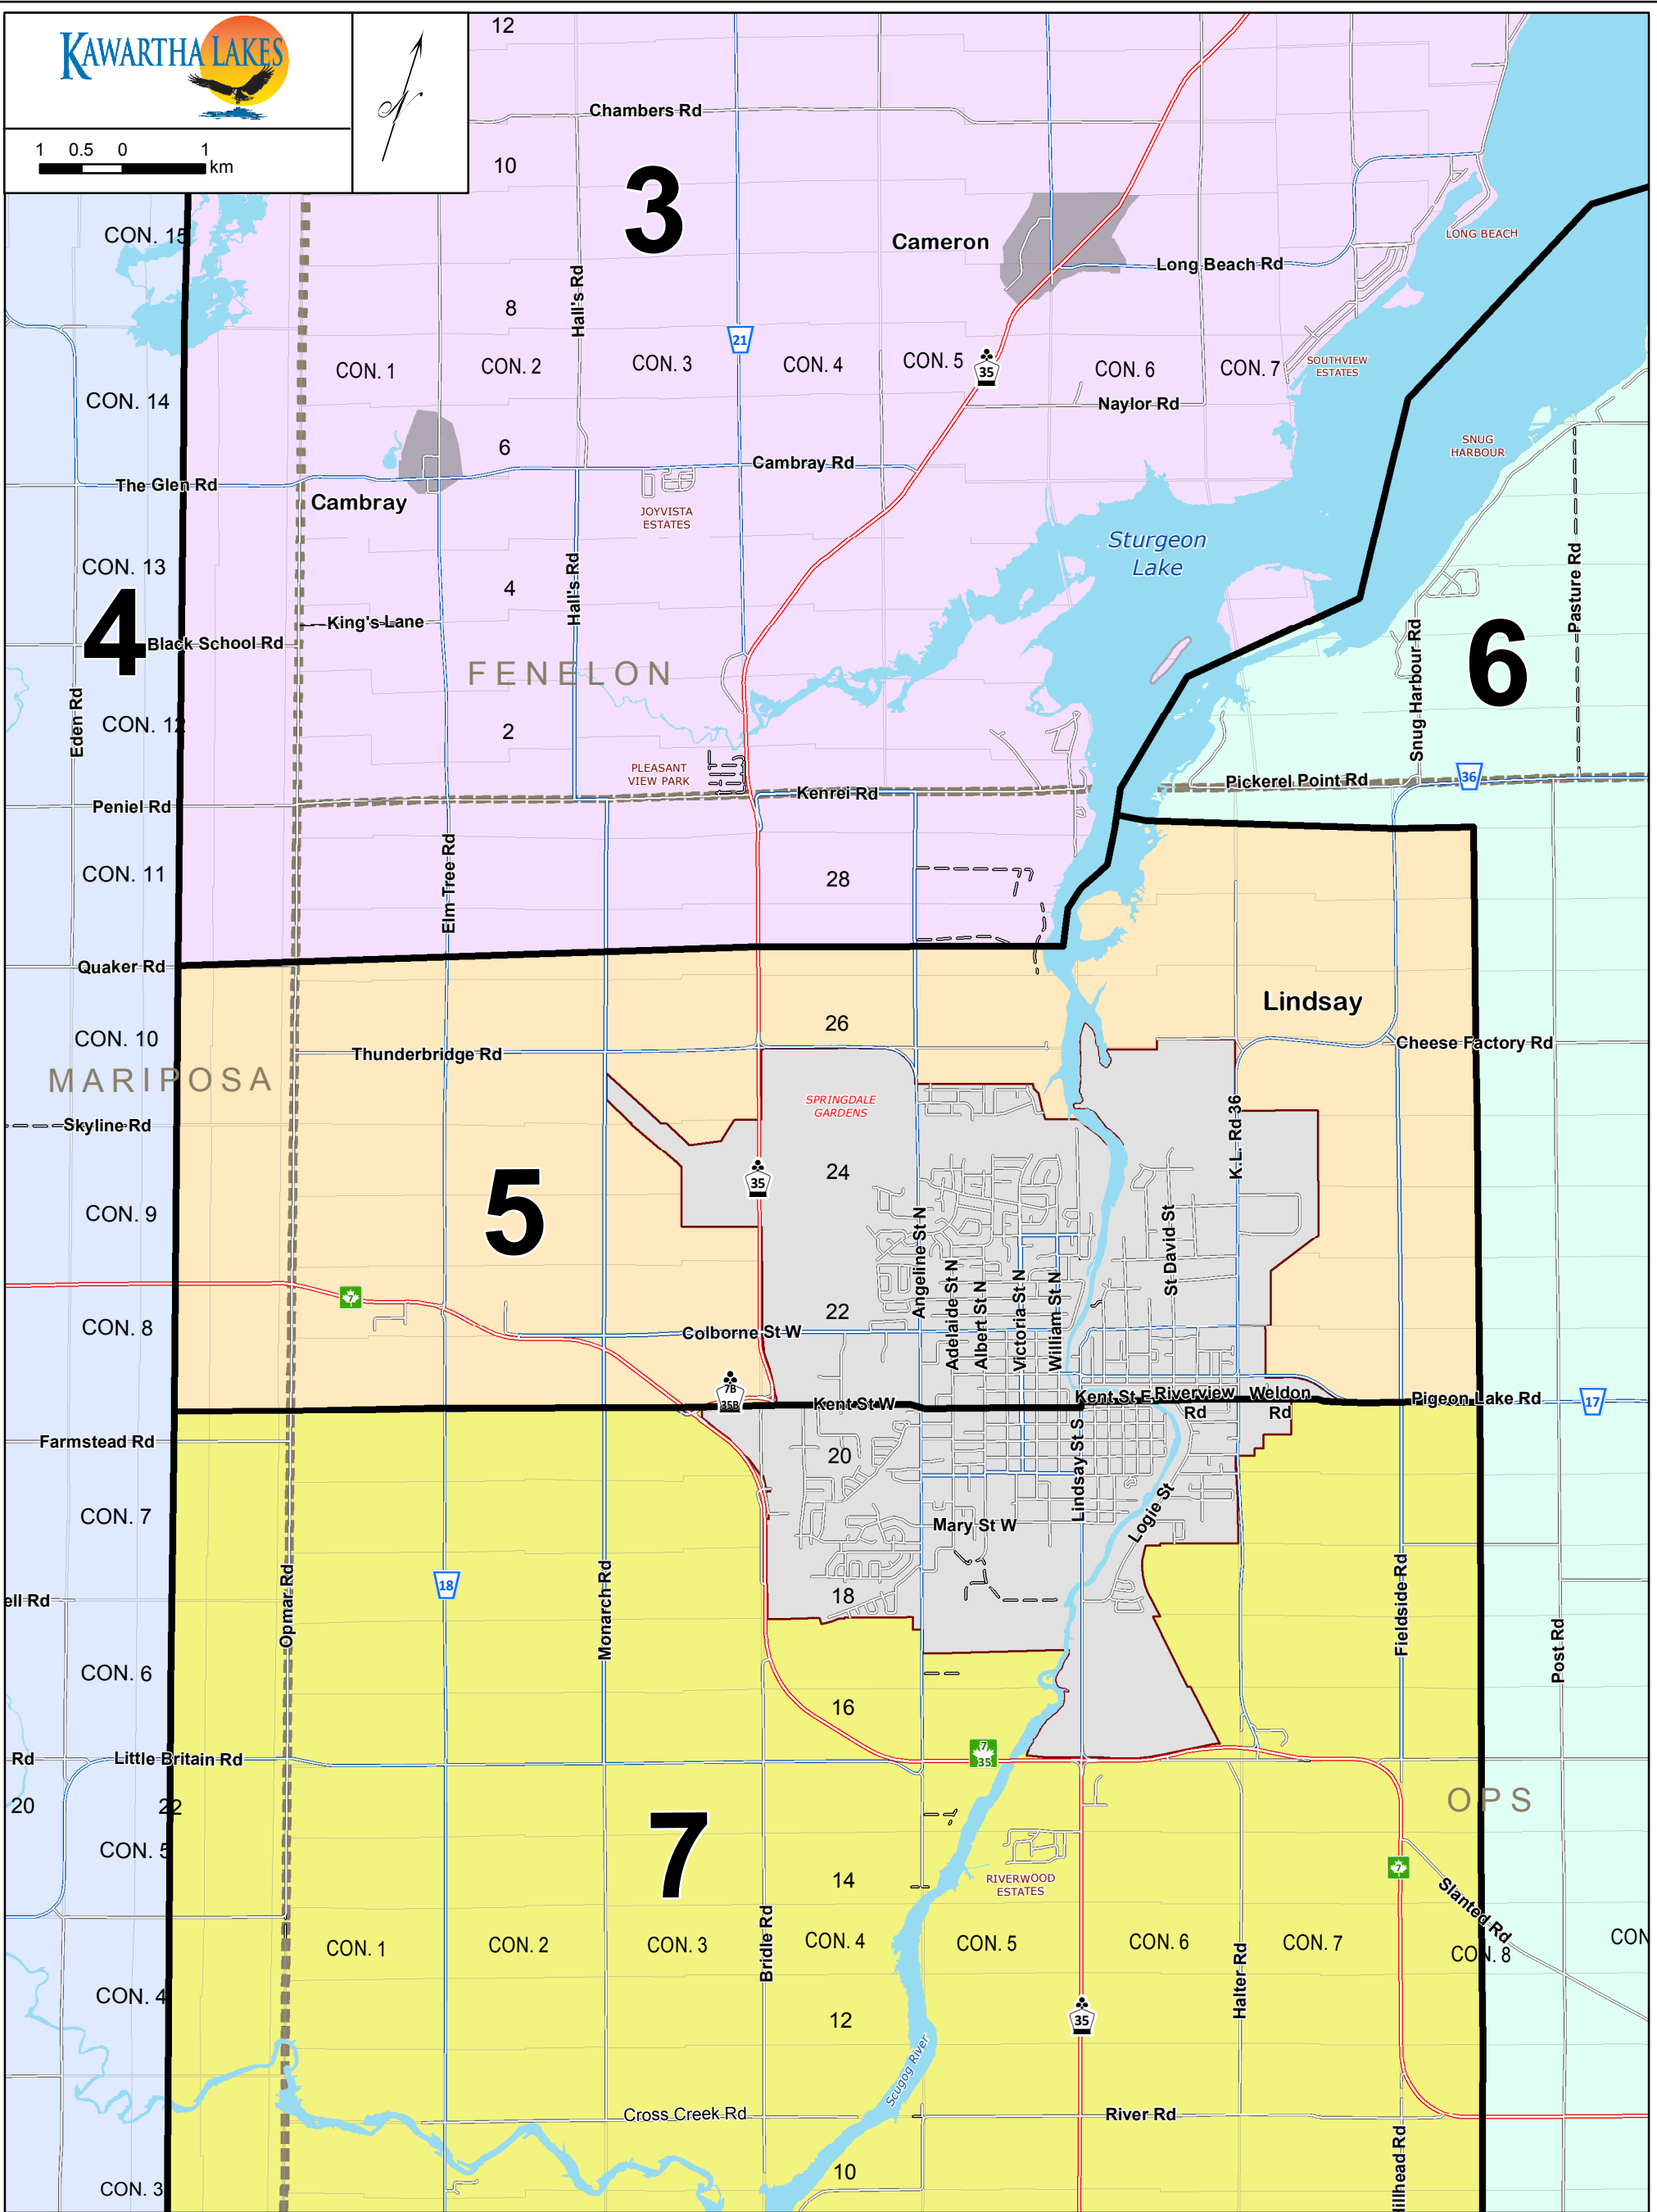 KAWARTHA LAKES
N
1 0.5 0 1
km
12
Chambers Rd
10
3
CON. 15
Cameron
LONG BEACH
Long Beach Rd
Hall's Rd
8
21
CON. 1
CON. 2
CON. 3
CON. 4
CON. 5
35
CON. 6
CON. 7
SOUTHVIEW
ESTATES
CON. 14
Naylor Rd
6
Cambray Rd
SNUG
HARBOUR
The Glen Rd
Cambray
JOYVISTA
ESTATES
Sturgeon
Lake
CON. 13
4
Hall's Rd
Pasture Rd
4
King's Lane
Black School Rd
FENELON
6
Snug Harbour Rd
Eden Rd
CON. 12
2
PLEASANT
VIEW PARK
Pickerel Point Rd
36
Peniel Rd
Kenrei Rd
CON. 11
Elm Tree Rd
28
Quaker Rd
Lindsay
26
CON. 10
Thunderbridge Rd
Cheese Factory Rd
MARIPOSA
SPRINGDALE
GARDENS
Skyline Rd
K.L. Rd 36
24
35
5
CON. 9
Angeline St N
Adelaide St N
Albert St N
Victoria St N
William St N
St David St
7
22
CON. 8
Colborne St W
7B
35B
Kent St W
Kent St E
Riverview
Rd
Weldon
Rd
Pigeon Lake Rd
17
Farmstead Rd
20
Lindsay St S
CON. 7
Mary St W
Logie St
18
18
ell Rd
Opmar Rd
Monarch Rd
Fieldside Rd
Post Rd
CON. 6
16
Rd
Little Britain Rd
7
35
20
22
OPS
7
CON. 5
14
RIVERWOOD
ESTATES
7
Slanted Rd
Bridle Rd
CON. 1
CON. 2
CON. 3
CON. 4
CON. 5
CON. 6
CON. 7
CON. 8
CON
Halter Rd
CON. 4
12
35
Scugog River
Cross Creek Rd
River Rd
10
CON. 3
illhead Rd